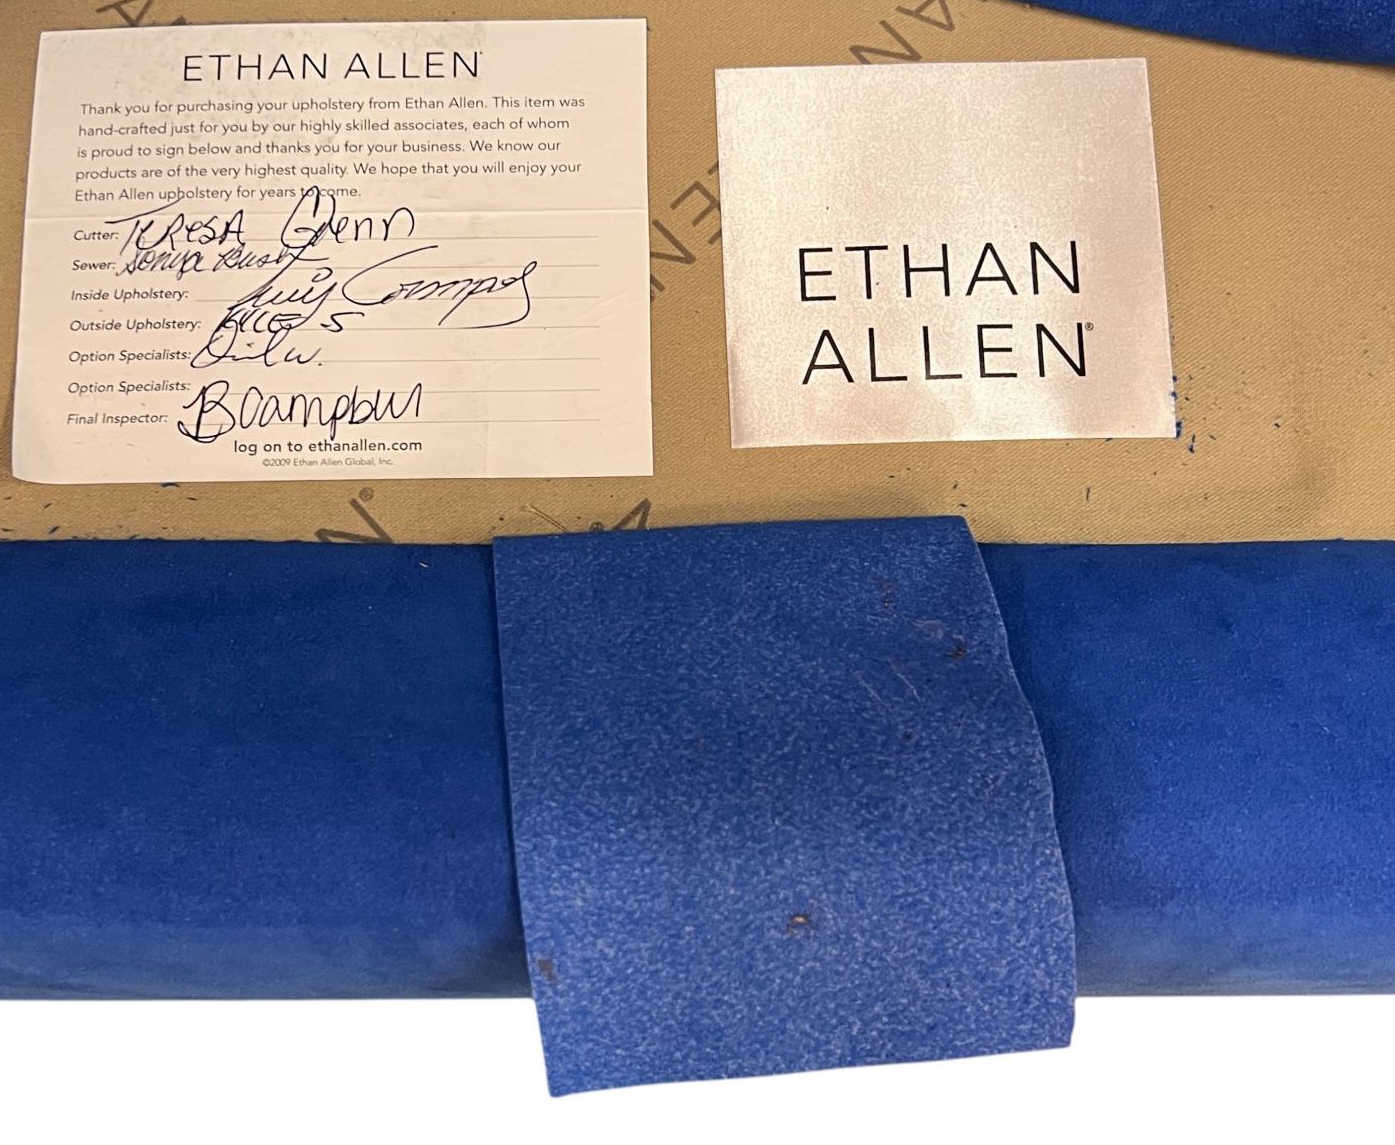 ETHAN ALLEN®
Thank you for purchasing your upholstery from Ethan Allen. This item was
hand-crafted just for you by our highly skilled associates, each of whom
is proud to sign below and thanks you for your business. We know our
products are of the very highest quality. We hope that you will enjoy your
Ethan Allen upholstery for years to come.
Cutter: TeResA Glenn
Sewer: Sonya Bush
Inside Upholstery: Luis Campos
Outside Upholstery:
Option Specialists:
Option Specialists:
Final Inspector: B
log on to ethanallen.com
©2009 Ethan Allen Global, Inc.
ETHAN
ALLEN®